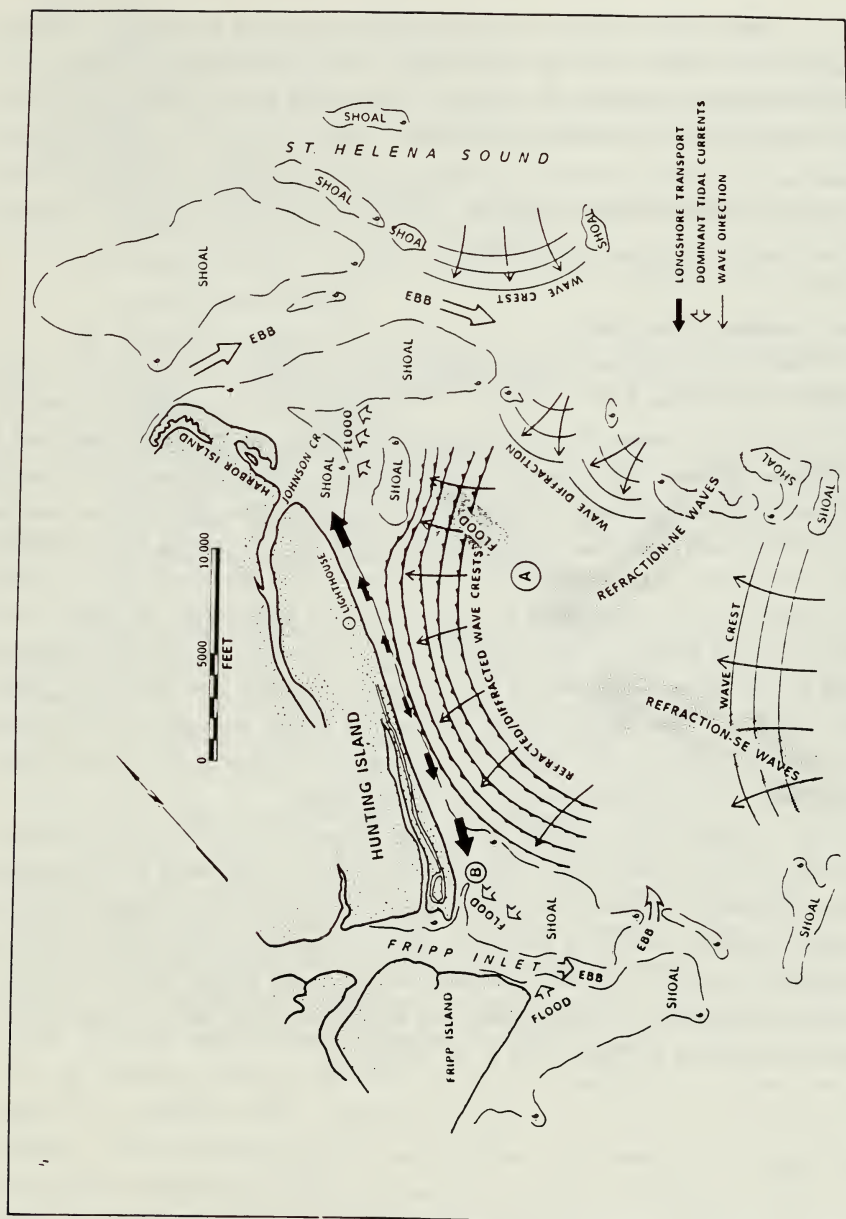 SHOAL
ST. HELENA SOUND
SHOAL
SHOA
SHOAL
SHOAL
EBB
EBB
WAVE CREST
SHOAL
LONGSHORE TRANSPORT
DOMINANT TIDAL CURRENTS
WAVE DIRECTION
HARBOR ISLAND
JOHNSON CR
SHOAL
FLOOD
SHOAL
FLOOD
WAVE DIFFRACTION
SHOAL
SHOAL
REFRACTION-NE WAVES
0 5000 10,000
FEET
LIGHTHOUSE
HUNTING ISLAND
REFRACTED/DIFFRACTED WAVE CRESTS
A
WAVE CREST
REFRACTION-SE WAVES
B
FLOOD
SHOAL
FRIPP INLET
EBB
EBB
FLOOD
FRIPP ISLAND
SHOAL
SHOAL